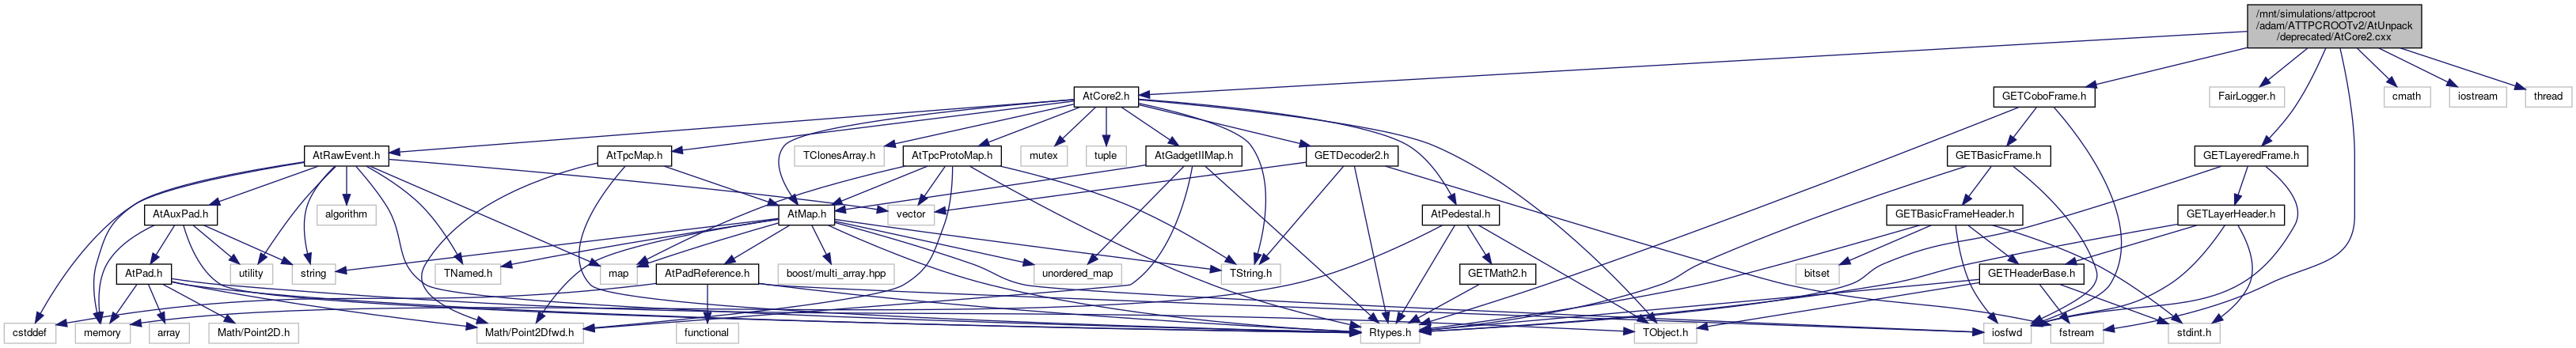 /mnt/simulations/attpcroot
/adam/ATTPCROOTv2/AtUnpack
/deprecated/AtCore2.cxx
AtCore2.h
GETCoboFrame.h
FairLogger.h
cmath
iostream
thread
AtRawEvent.h
AtTpcMap.h
TClonesArray.h
AtTpcProtoMap.h
mutex
tuple
AtGadgetIIMap.h
GETDecoder2.h
GETBasicFrame.h
GETLayeredFrame.h
AtAuxPad.h
algorithm
AtMap.h
vector
AtPedestal.h
GETBasicFrameHeader.h
GETLayerHeader.h
AtPad.h
utility
string
TNamed.h
map
AtPadReference.h
boost/multi_array.hpp
unordered_map
TString.h
GETMath2.h
bitset
GETHeaderBase.h
cstddef
memory
array
Math/Point2D.h
Math/Point2Dfwd.h
functional
Rtypes.h
TObject.h
iosfwd
fstream
stdint.h